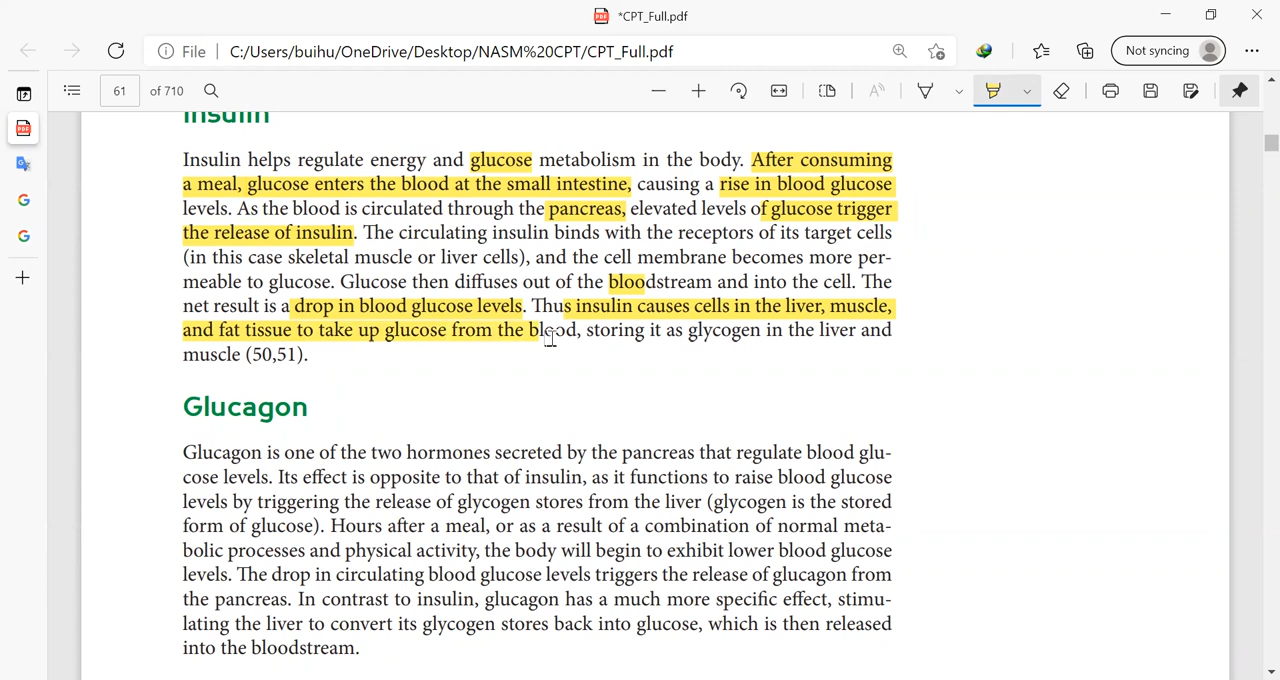 *CPT_Full.pdf
File
C:/Users/buihu/OneDrive/Desktop/NASM%20CPT/CPT_Full.pdf
Not syncing
61 of 710
Insulin
Insulin helps regulate energy and glucose metabolism in the body. After consuming
a meal, glucose enters the blood at the small intestine, causing a rise in blood glucose
levels. As the blood is circulated through the pancreas, elevated levels of glucose trigger
the release of insulin. The circulating insulin binds with the receptors of its target cells
(in this case skeletal muscle or liver cells), and the cell membrane becomes more per-
meable to glucose. Glucose then diffuses out of the bloodstream and into the cell. The
net result is a drop in blood glucose levels. Thus insulin causes cells in the liver, muscle,
and fat tissue to take up glucose from the blood, storing it as glycogen in the liver and
muscle (50,51).
Glucagon
Glucagon is one of the two hormones secreted by the pancreas that regulate blood glu-
cose levels. Its effect is opposite to that of insulin, as it functions to raise blood glucose
levels by triggering the release of glycogen stores from the liver (glycogen is the stored
form of glucose). Hours after a meal, or as a result of a combination of normal meta-
bolic processes and physical activity, the body will begin to exhibit lower blood glucose
levels. The drop in circulating blood glucose levels triggers the release of glucagon from
the pancreas. In contrast to insulin, glucagon has a much more specific effect, stimu-
lating the liver to convert its glycogen stores back into glucose, which is then released
into the bloodstream.